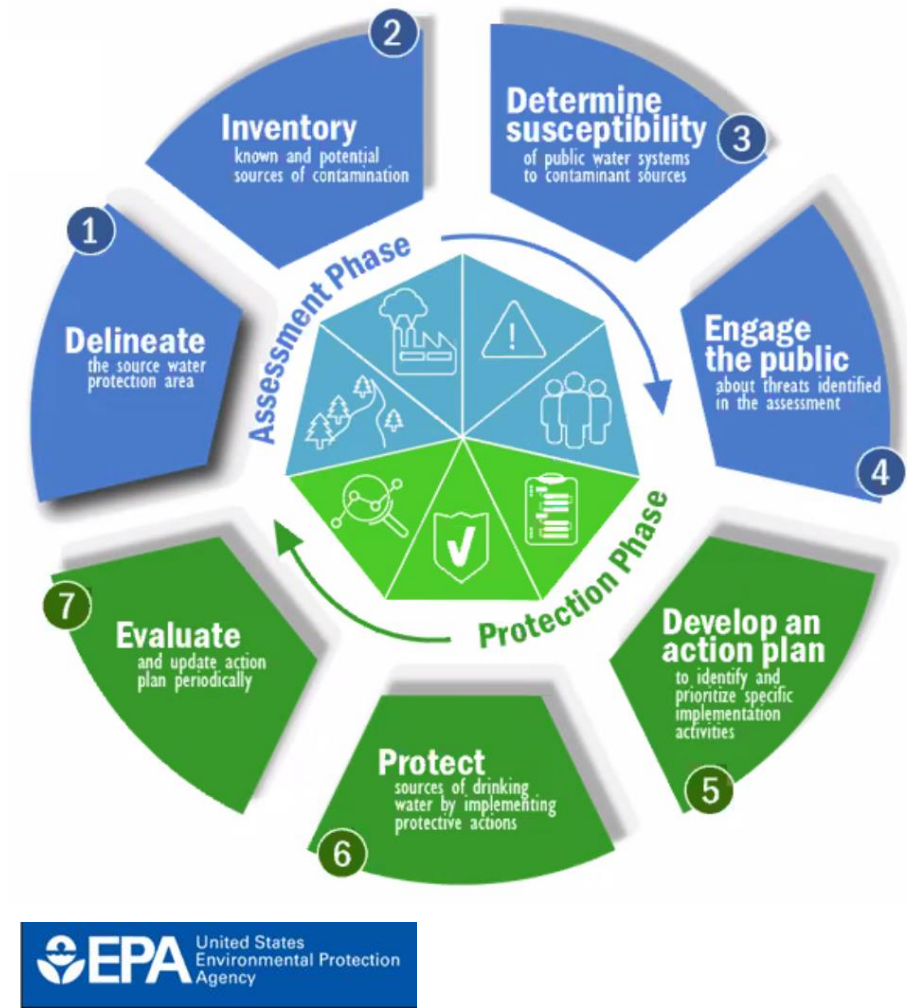 1
Delineate
the source water
protection area
2
Inventory
known and potential
sources of contamination
3
Determine
susceptibility
of public water systems
to contaminant sources
4
Engage
the public
about threats identified
in the assessment
5
Develop an
action plan
to identify and
prioritize specific
implementation
activities
6
Protect
sources of drinking
water by implementing
protective actions
7
Evaluate
and update action
plan periodically
Assessment Phase
!
Protection Phase
EPA
United States
Environmental Protection
Agency